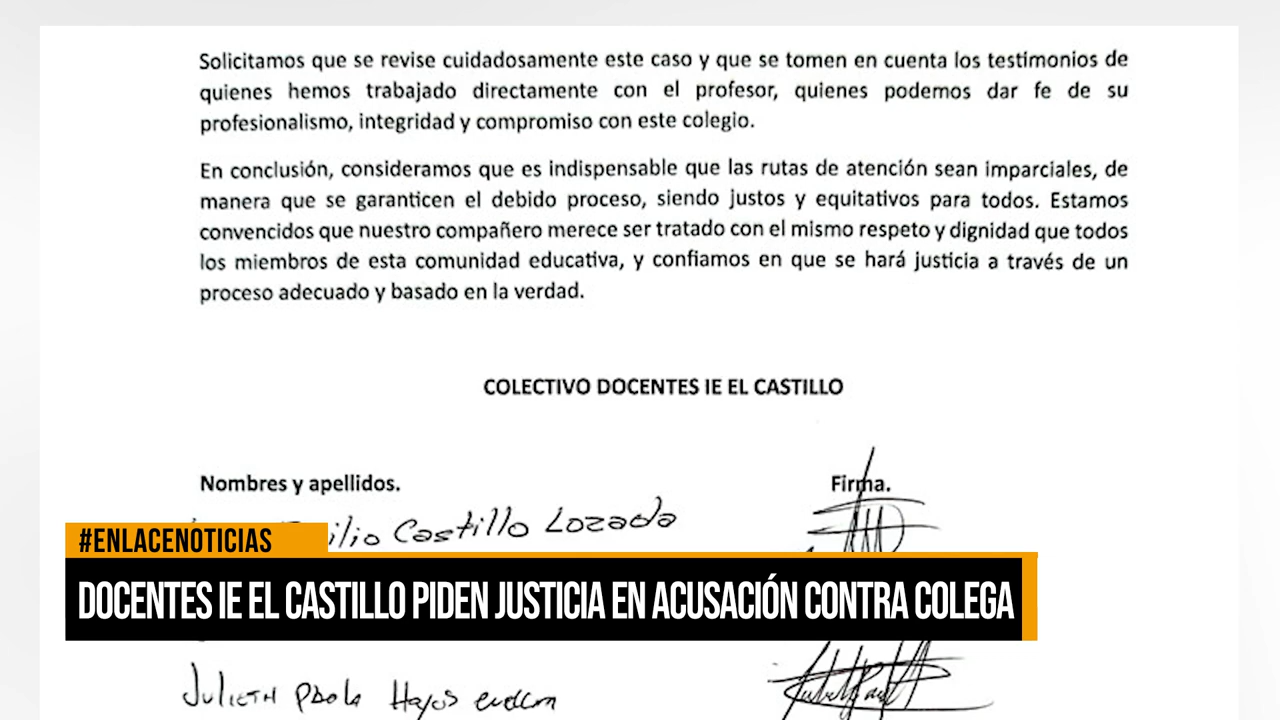 Solicitamos que se revise cuidadosamente este caso y que se tomen en cuenta los testimonios de
quienes hemos trabajado directamente con el profesor, quienes podemos dar fe de su
profesionalismo, integridad y compromiso con este colegio.
En conclusión, consideramos que es indispensable que las rutas de atención sean imparciales, de
manera que se garanticen el debido proceso, siendo justos y equitativos para todos. Estamos
convencidos que nuestro compañero merece ser tratado con el mismo respeto y dignidad que todos
los miembros de esta comunidad educativa, y confiamos en que se hará justicia a través de un
proceso adecuado y basado en la verdad.
COLECTIVO DOCENTES IE EL CASTILLO
Nombres y apellidos. Firma.
ilio Castillo Lozada
#ENLACENOTICIAS
DOCENTES IE EL CASTILLO PIDEN JUSTICIA EN ACUSACIÓN CONTRA COLEGA
Julieth Paola Hoyos